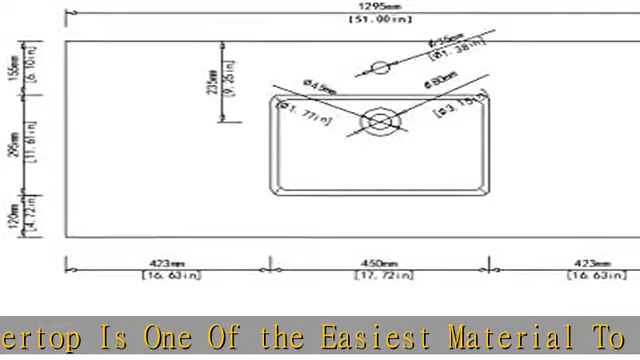 1295mm
[51.00in]
Ø35mm
[Ø1.38in]
155mm
[6.10in]
235mm
[9.25in]
Ø45mm
[Ø1.77in]
Ø80mm
[Ø3.15in]
295mm
[11.61in]
120mm
[4.72in]
423mm
[16.63in]
450mm
[17.72in]
423mm
[16.63in]
ertop Is One Of the Easiest Material To